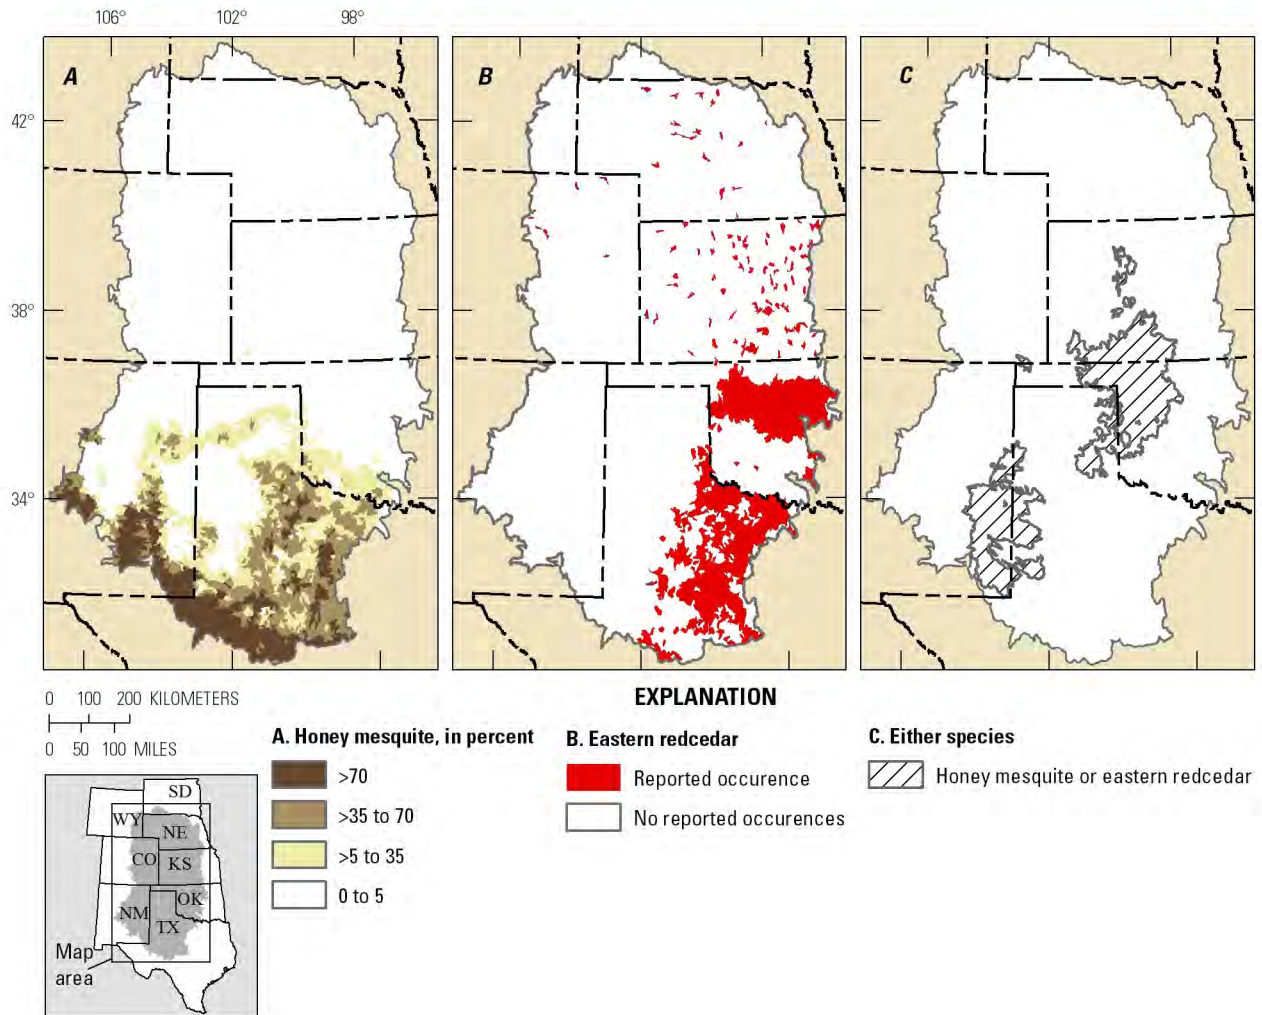 106° 102° 98°
A B C
42°
38°
34°
0 100 200 KILOMETERS
0 50 100 MILES
EXPLANATION
A. Honey mesquite, in percent
>70
>35 to 70
>5 to 35
0 to 5
B. Eastern redcedar
Reported occurence
No reported occurences
C. Either species
Honey mesquite or eastern redcedar
SD
WY
NE
CO
KS
OK
NM
TX
Map
area